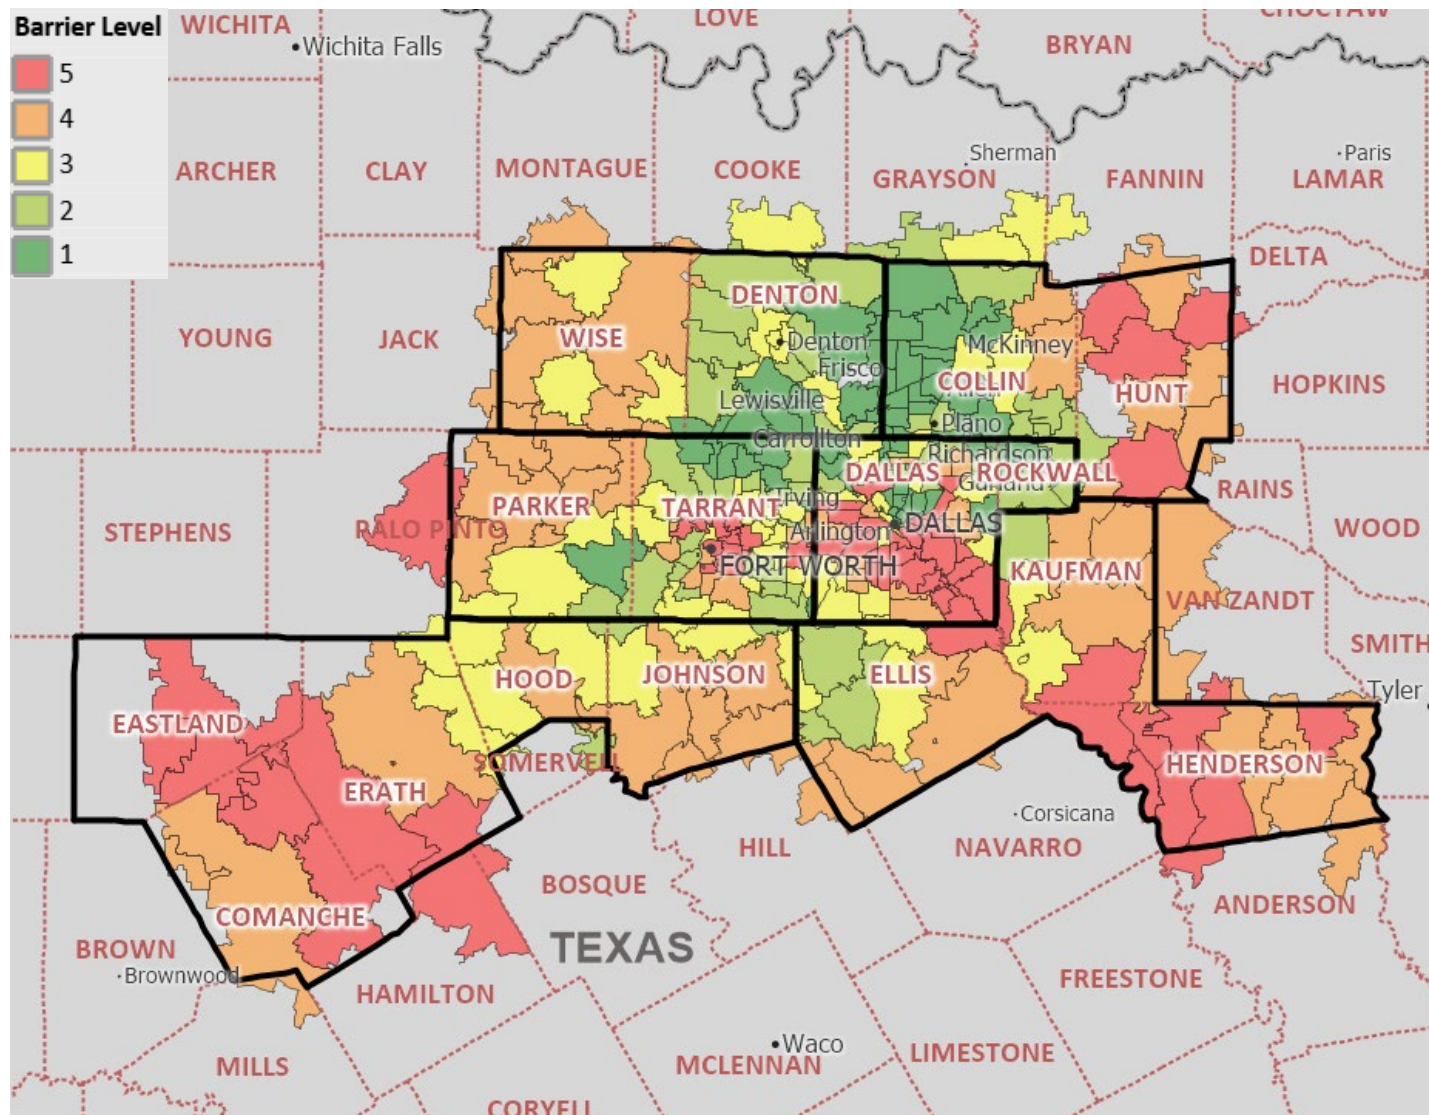 Barrier Level
5
4
3
2
1
WICHITA
Wichita Falls
LOVE
BRYAN
CHOCTAW
ARCHER
CLAY
MONTAGUE
COOKE
Sherman
GRAYSON
FANNIN
Paris
LAMAR
DELTA
YOUNG
JACK
WISE
DENTON
Denton
Frisco
McKinney
COLLIN
HUNT
HOPKINS
Lewisville
Plano
Carrollton
Richardson
DALLAS
ROCKWALL
Garland
STEPHENS
PALO PINTO
PARKER
TARRANT
Irving
RAINS
WOOD
Arlington
DALLAS
FORT WORTH
KAUFMAN
VAN ZANDT
SMITH
HOOD
JOHNSON
ELLIS
Tyler
EASTLAND
SOMERVELL
HENDERSON
ERATH
Corsicana
HILL
NAVARRO
BOSQUE
ANDERSON
COMANCHE
BROWN
Brownwood
TEXAS
HAMILTON
FREESTONE
MILLS
Waco
MCLENNAN
LIMESTONE
CORYELL